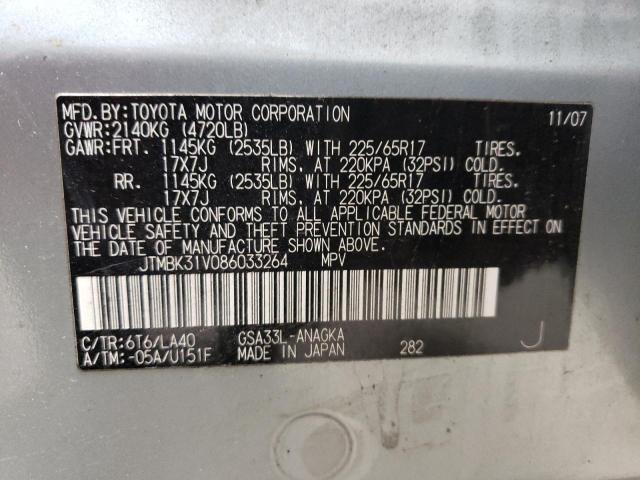 MFD.BY:TOYOTA MOTOR CORPORATION 11/07
GVWR:2140KG (4720LB)
GAWR:FRT. 1145KG (2535LB) WITH 225/65R17 TIRES.
17X7J RIMS, AT 220KPA (32PSI) COLD.
RR. 1145KG (2535LB) WITH 225/65R17 TIRES.
17X7J RIMS, AT 220KPA (32PSI) COLD.
THIS VEHICLE CONFORMS TO ALL APPLICABLE FEDERAL MOTOR
VEHICLE SAFETY AND THEFT PREVENTION STANDARDS IN EFFECT ON
THE DATE OF MANUFACTURE SHOWN ABOVE.
JTMBK31V086033264 MPV
C/TR:6T6/LA40 GSA33L-ANAGKA
A/TM:-05A/U151F MADE IN JAPAN 282 J